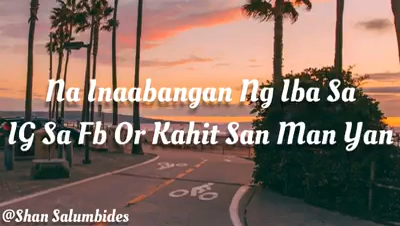 Na Inaabangan Ng Iba Sa
IG Sa Fb Or Kahit San Man Yan
@Shan Salumbides